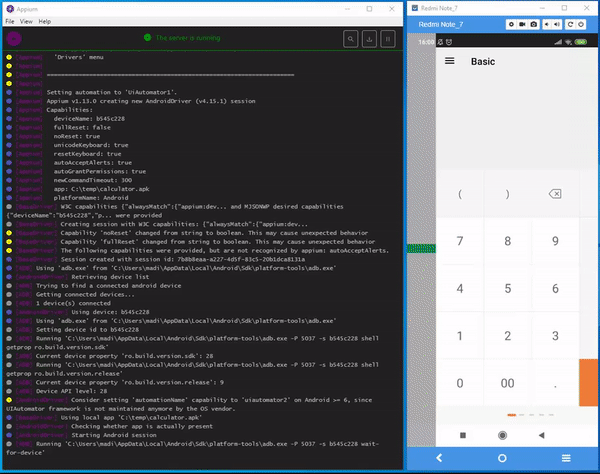 Appium
File View Help
The server is running
[Appium] 'Drivers' menu
[Appium]
[Appium] ======================================================================
[Appium]
Setting automation to 'UiAutomator1'.
[Appium] Appium v1.13.0 creating new AndroidDriver (v4.15.1) session
[Appium] Capabilities:
[Appium] deviceName: b545c228
[Appium] fullReset: false
[Appium] noReset: true
[Appium] unicodeKeyboard: true
[Appium] resetKeyboard: true
[Appium] autoAcceptAlerts: true
[Appium] autoGrantPermissions: true
[Appium] newCommandTimeout: 300
[Appium] app: C:\temp\calculator.apk
[Appium] platformName: Android
[BaseDriver] W3C capabilities {"alwaysMatch":{"appium:dev... and MJSONWP desired capabilities
{"deviceName":"b545c228","p... were provided
[BaseDriver] Creating session with W3C capabilities: {"alwaysMatch":{"appium:dev...
[BaseDriver] Capability 'noReset' changed from string to boolean. This may cause unexpected behavior
[BaseDriver] Capability 'fullReset' changed from string to boolean. This may cause unexpected behavior
[BaseDriver] The following capabilities were provided, but are not recognized by appium: autoAcceptAlerts.
[BaseDriver] Session created with session id: 7b8b8eaa-a227-4d5f-83c5-20b1dca8131a
[ADB] Using 'adb.exe' from 'C:\Users\madi\AppData\Local\Android\Sdk\platform-tools\adb.exe'
[AndroidDriver] Retrieving device list
[ADB] Trying to find a connected android device
[ADB] Getting connected devices...
[ADB] 1 device(s) connected
[AndroidDriver] Using device: b545c228
[ADB] Using 'adb.exe' from 'C:\Users\madi\AppData\Local\Android\Sdk\platform-tools\adb.exe'
[ADB] Setting device id to b545c228
[ADB] Running 'C:\Users\madi\AppData\Local\Android\Sdk\platform-tools\adb.exe -P 5037 -s b545c228 shell
getprop ro.build.version.sdk'
[ADB] Current device property 'ro.build.version.sdk': 28
[ADB] Running 'C:\Users\madi\AppData\Local\Android\Sdk\platform-tools\adb.exe -P 5037 -s b545c228 shell
getprop ro.build.version.release'
[ADB] Current device property 'ro.build.version.release': 9
[ADB] Device API level: 28
[AndroidDriver] Consider setting 'automationName' capability to 'uiautomator2' on Android >= 6, since
UIAutomator framework is not maintained anymore by the OS vendor.
[BaseDriver] Using local app 'C:\temp\calculator.apk'
[AndroidDriver] Checking whether app is actually present
[AndroidDriver] Starting Android session
[ADB] Running 'C:\Users\madi\AppData\Local\Android\Sdk\platform-tools\adb.exe -P 5037 -s b545c228 wait-
for-device'
Redmi Note_7
Redmi Note_7
16:00
Basic
( )
7 8 9
4 5 6
1 2 3
0 00 .